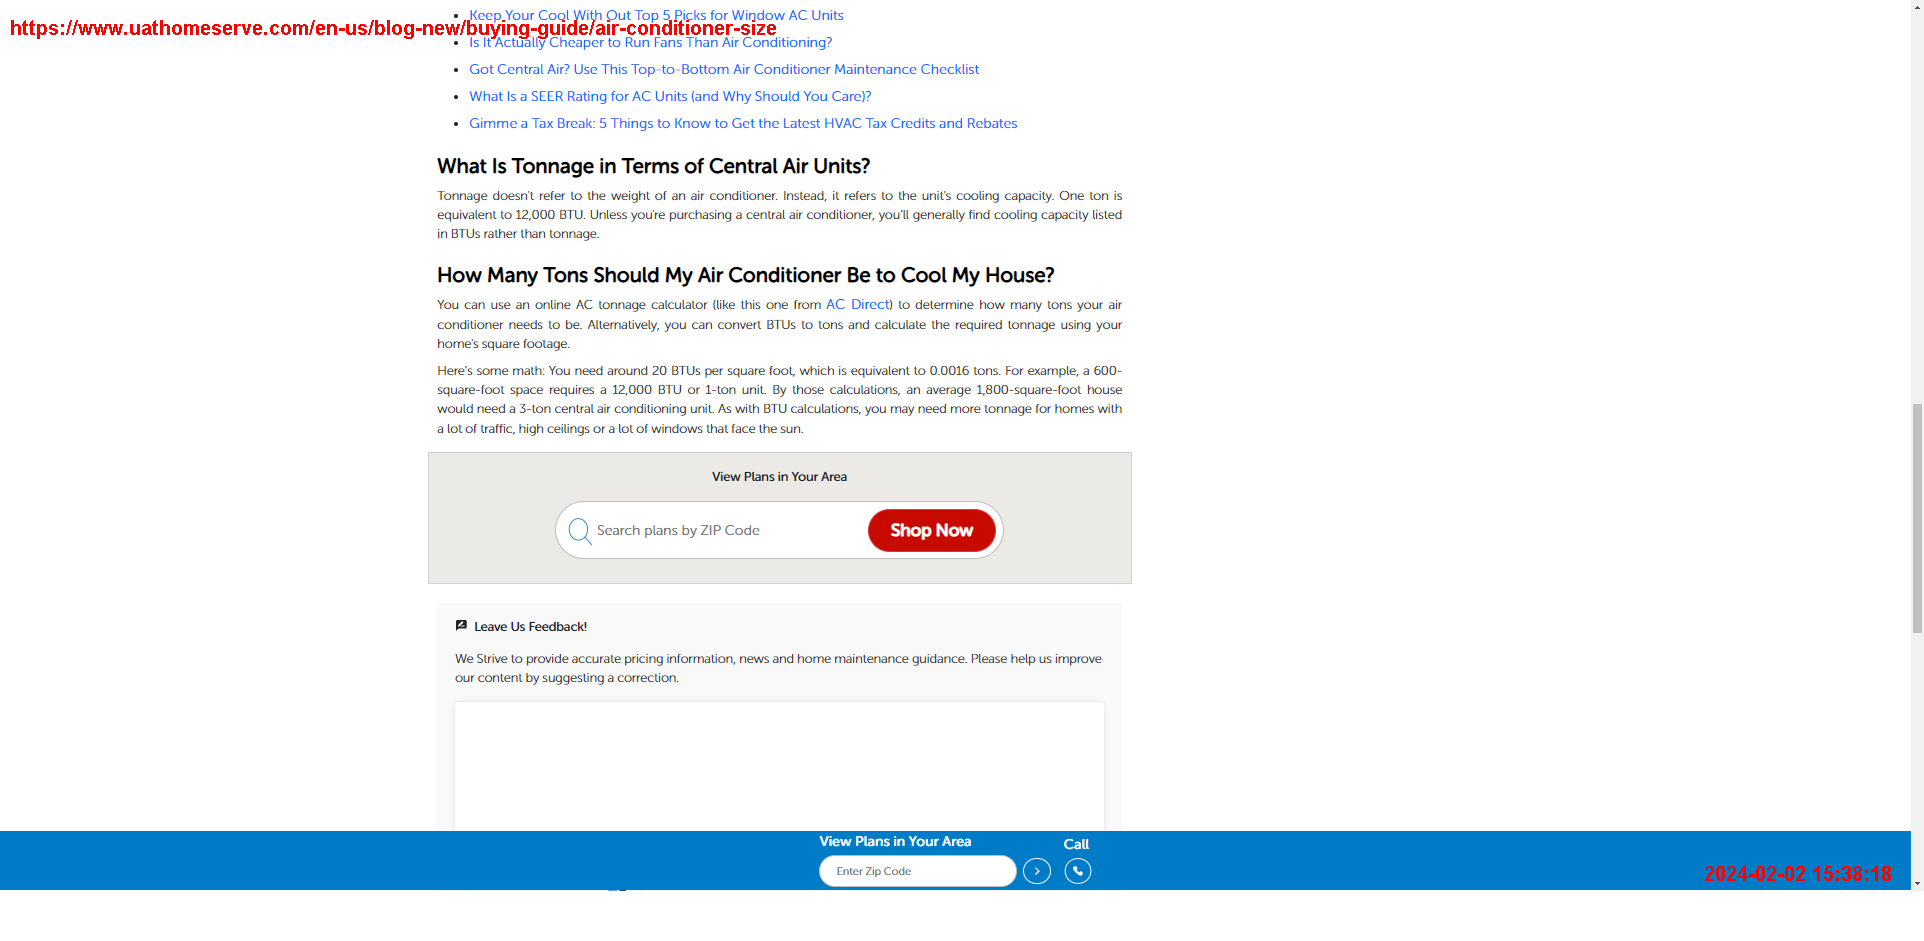 Keep Your Cool With Out Top 5 Picks for Window AC Units
https://www.uathomeserve.com/en-us/blog-new/buying-guide/air-conditioner-size
Is It Actually Cheaper to Run Fans Than Air Conditioning?
Got Central Air? Use This Top-to-Bottom Air Conditioner Maintenance Checklist
What Is a SEER Rating for AC Units (and Why Should You Care)?
Gimme a Tax Break: 5 Things to Know to Get the Latest HVAC Tax Credits and Rebates
What Is Tonnage in Terms of Central Air Units?
Tonnage doesn't refer to the weight of an air conditioner. Instead, it refers to the unit's cooling capacity. One ton is
equivalent to 12,000 BTU. Unless you're purchasing a central air conditioner, you'll generally find cooling capacity listed
in BTUs rather than tonnage.
How Many Tons Should My Air Conditioner Be to Cool My House?
You can use an online AC tonnage calculator (like this one from AC Direct) to determine how many tons your air
conditioner needs to be. Alternatively, you can convert BTUs to tons and calculate the required tonnage using your
home's square footage.
Here's some math: You need around 20 BTUs per square foot, which is equivalent to 0.0016 tons. For example, a 600-
square-foot space requires a 12,000 BTU or 1-ton unit. By those calculations, an average 1,800-square-foot house
would need a 3-ton central air conditioning unit. As with BTU calculations, you may need more tonnage for homes with
a lot of traffic, high ceilings or a lot of windows that face the sun.
View Plans in Your Area
Search plans by ZIP Code
Shop Now
Leave Us Feedback!
We Strive to provide accurate pricing information, news and home maintenance guidance. Please help us improve
our content by suggesting a correction.
View Plans in Your Area
Call
Enter Zip Code
2024-02-02 15:38:18